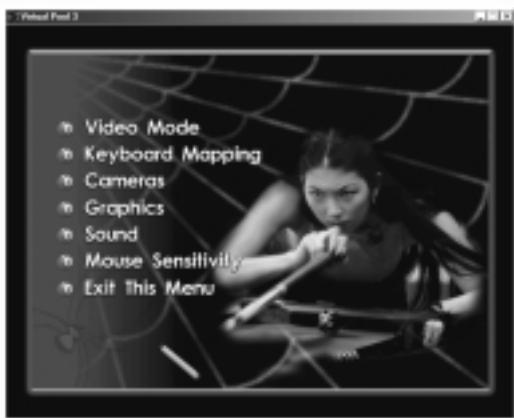 Virtual Pool 3
Video Mode
Keyboard Mapping
Cameras
Graphics
Sound
Mouse Sensitivity
Exit This Menu